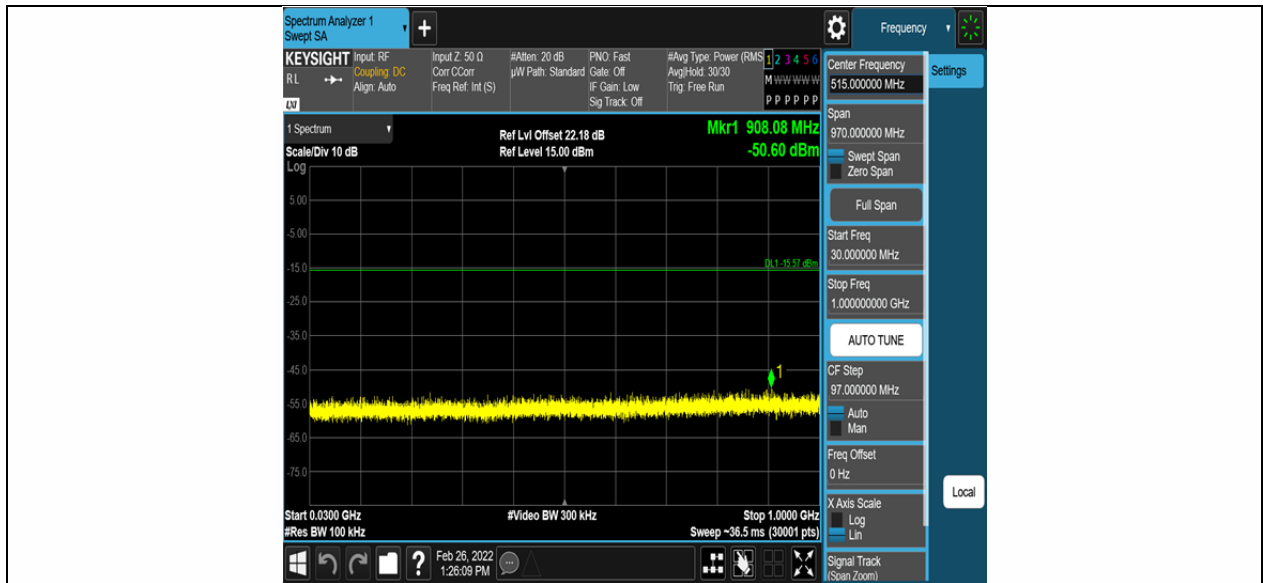 Spectrum Analyzer 1
Swept SA
+
Frequency
KEYSIGHT
RL
LXI
Input: RF
Coupling: DC
Align: Auto
Input Z: 50 Ω
Corr CCorr
Freq Ref: Int (S)
#Atten: 20 dB
µW Path: Standard
PNO: Fast
Gate: Off
IF Gain: Low
Sig Track: Off
#Avg Type: Power (RMS
Avg|Hold: 30/30
Trig: Free Run
1 2 3 4 5 6
M W W W W W
P P P P P P
1 Spectrum
Scale/Div 10 dB
Log
Ref Lvl Offset 22.18 dB
Ref Level 15.00 dBm
Mkr1 908.08 MHz
-50.60 dBm
5.00
-5.00
-15.0
DL1 -15.57 dBm
-25.0
-35.0
-45.0
1
-55.0
-65.0
-75.0
Start 0.0300 GHz
#Res BW 100 kHz
#Video BW 300 kHz
Stop 1.0000 GHz
Sweep ~36.5 ms (30001 pts)
?
Feb 26, 2022
1:26:09 PM
Center Frequency
515.000000 MHz
Span
970.000000 MHz
Swept Span
Zero Span
Full Span
Start Freq
30.000000 MHz
Stop Freq
1.000000000 GHz
AUTO TUNE
CF Step
97.000000 MHz
Auto
Man
Freq Offset
0 Hz
X Axis Scale
Log
Lin
Signal Track
(Span Zoom)
Settings
Local